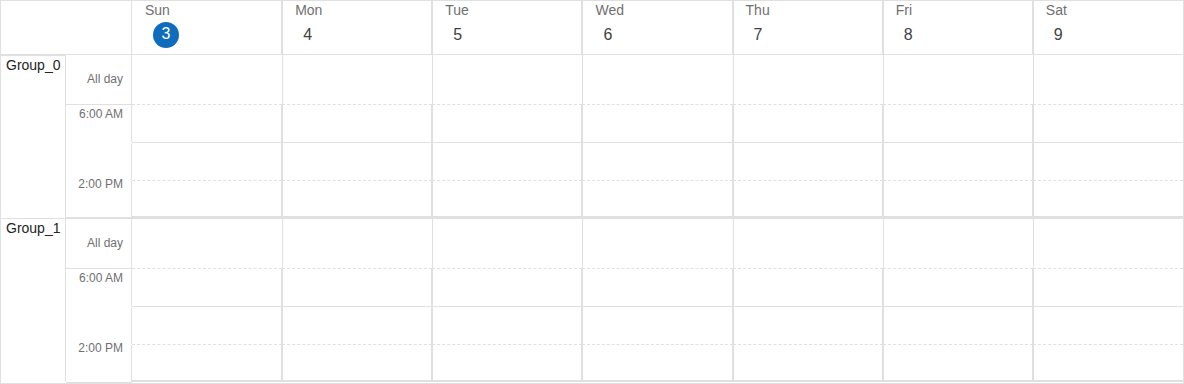 Sun Mon Tue Wed Thu Fri Sat
3 4 5 6 7 8 9
Group_0
All day
6:00 AM
2:00 PM
Group_1
All day
6:00 AM
2:00 PM